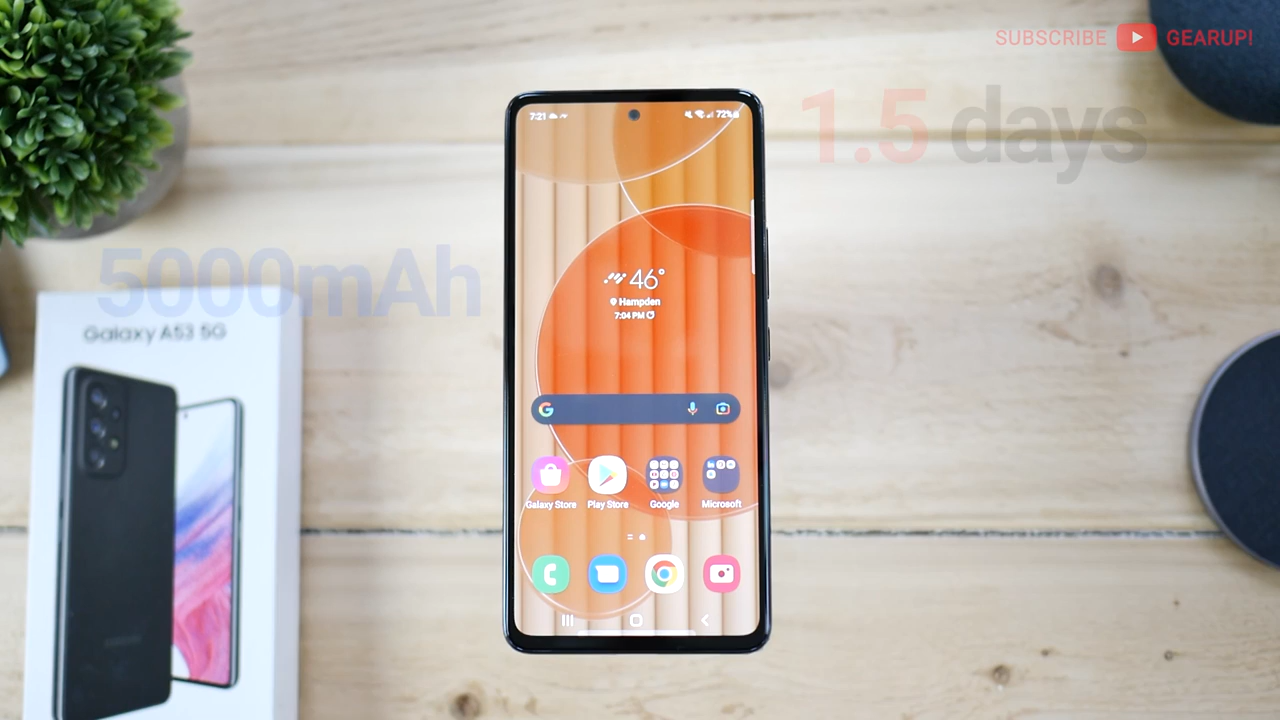 SUBSCRIBE GEARUP!
1.5 days
5000mAh
Galaxy A53 5G
7:21
72%
46°
Hampden
7:04 PM
Galaxy Store
Play Store
Google
Microsoft